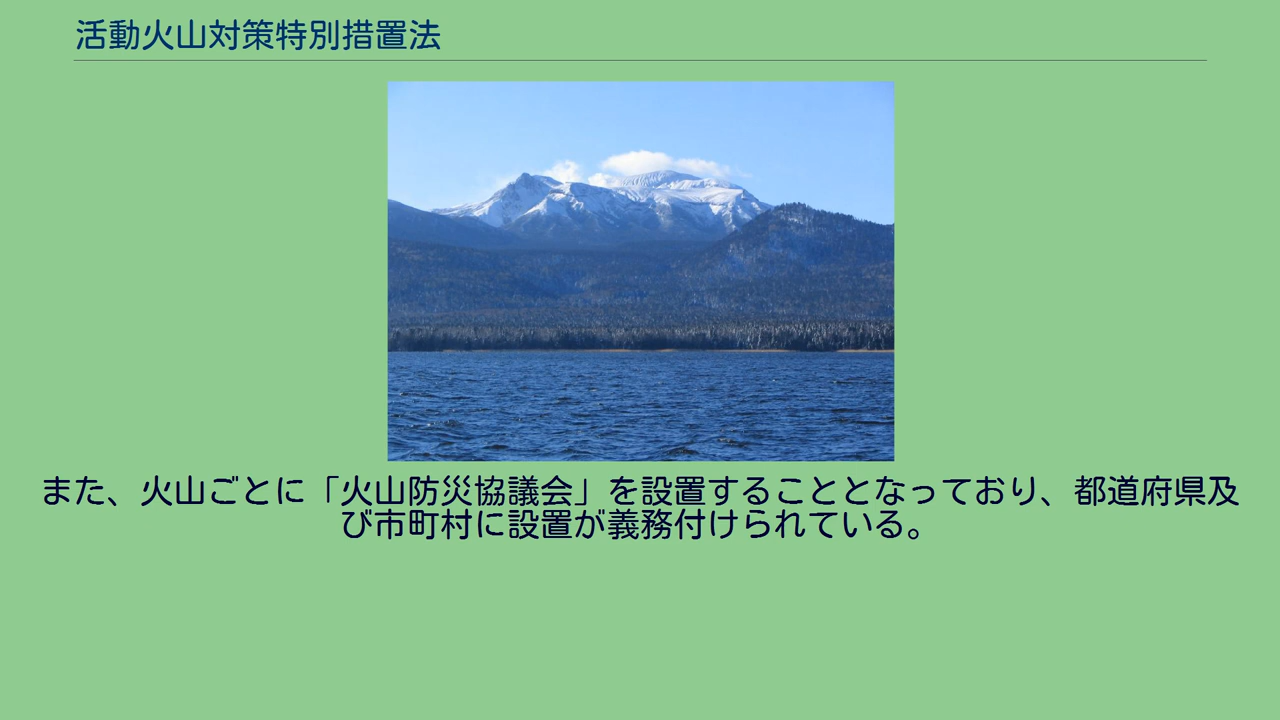 活動火山対策特別措置法
また、火山ごとに「火山防災協議会」を設置することとなっており、都道府県及
び市町村に設置が義務付けられている。